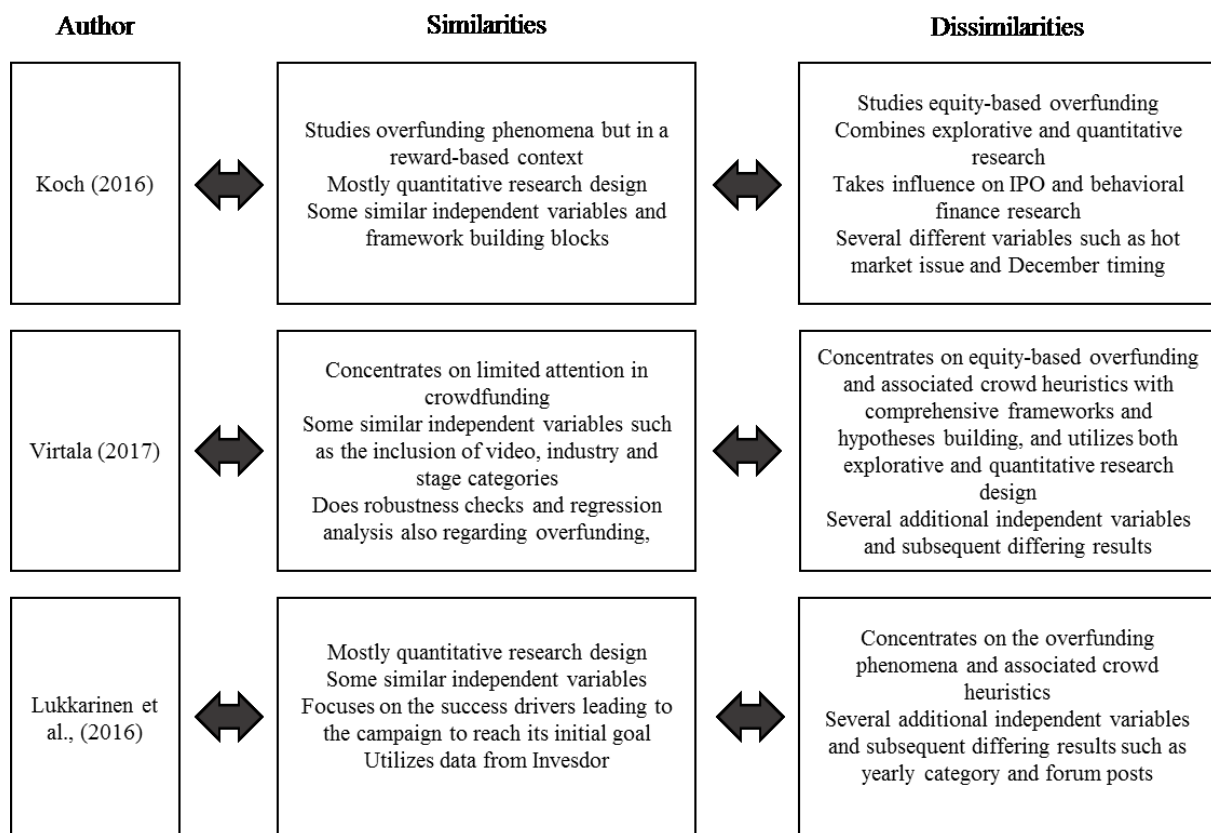 Author
Similarities
Dissimilarities
Koch (2016)
Studies overfunding phenomena but in a
reward-based context
Mostly quantitative research design
Some similar independent variables and
framework building blocks
Studies equity-based overfunding
Combines explorative and quantitative
research
Takes influence on IPO and behavioral
finance research
Several different variables such as hot
market issue and December timing
Virtala (2017)
Concentrates on limited attention in
crowdfunding
Some similar independent variables such
as the inclusion of video, industry and
stage categories
Does robustness checks and regression
analysis also regarding overfunding,
Concentrates on equity-based overfunding
and associated crowd heuristics with
comprehensive frameworks and
hypotheses building, and utilizes both
explorative and quantitative research
design
Several additional independent variables
and subsequent differing results
Lukkarinen et
al., (2016)
Mostly quantitative research design
Some similar independent variables
Focuses on the success drivers leading to
the campaign to reach its initial goal
Utilizes data from Invesdor
Concentrates on the overfunding
phenomena and associated crowd
heuristics
Several additional independent variables
and subsequent differing results such as
yearly category and forum posts